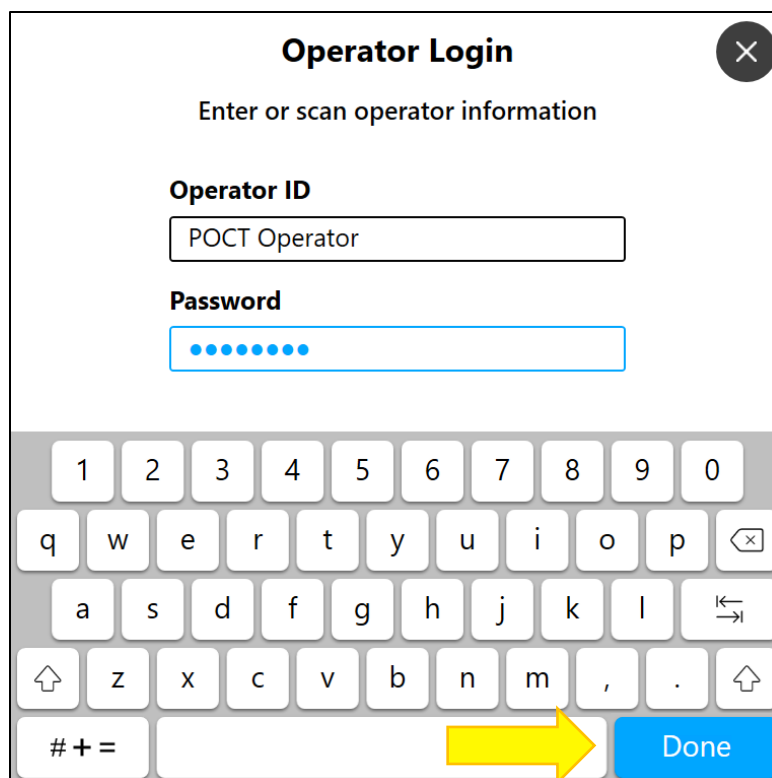 Operator Login
Enter or scan operator information
Operator ID
POCT Operator
Password
1 2 3 4 5 6 7 8 9 0
q w e r t y u i o p
a s d f g h j k l
z x c v b n m , .
#+= Done